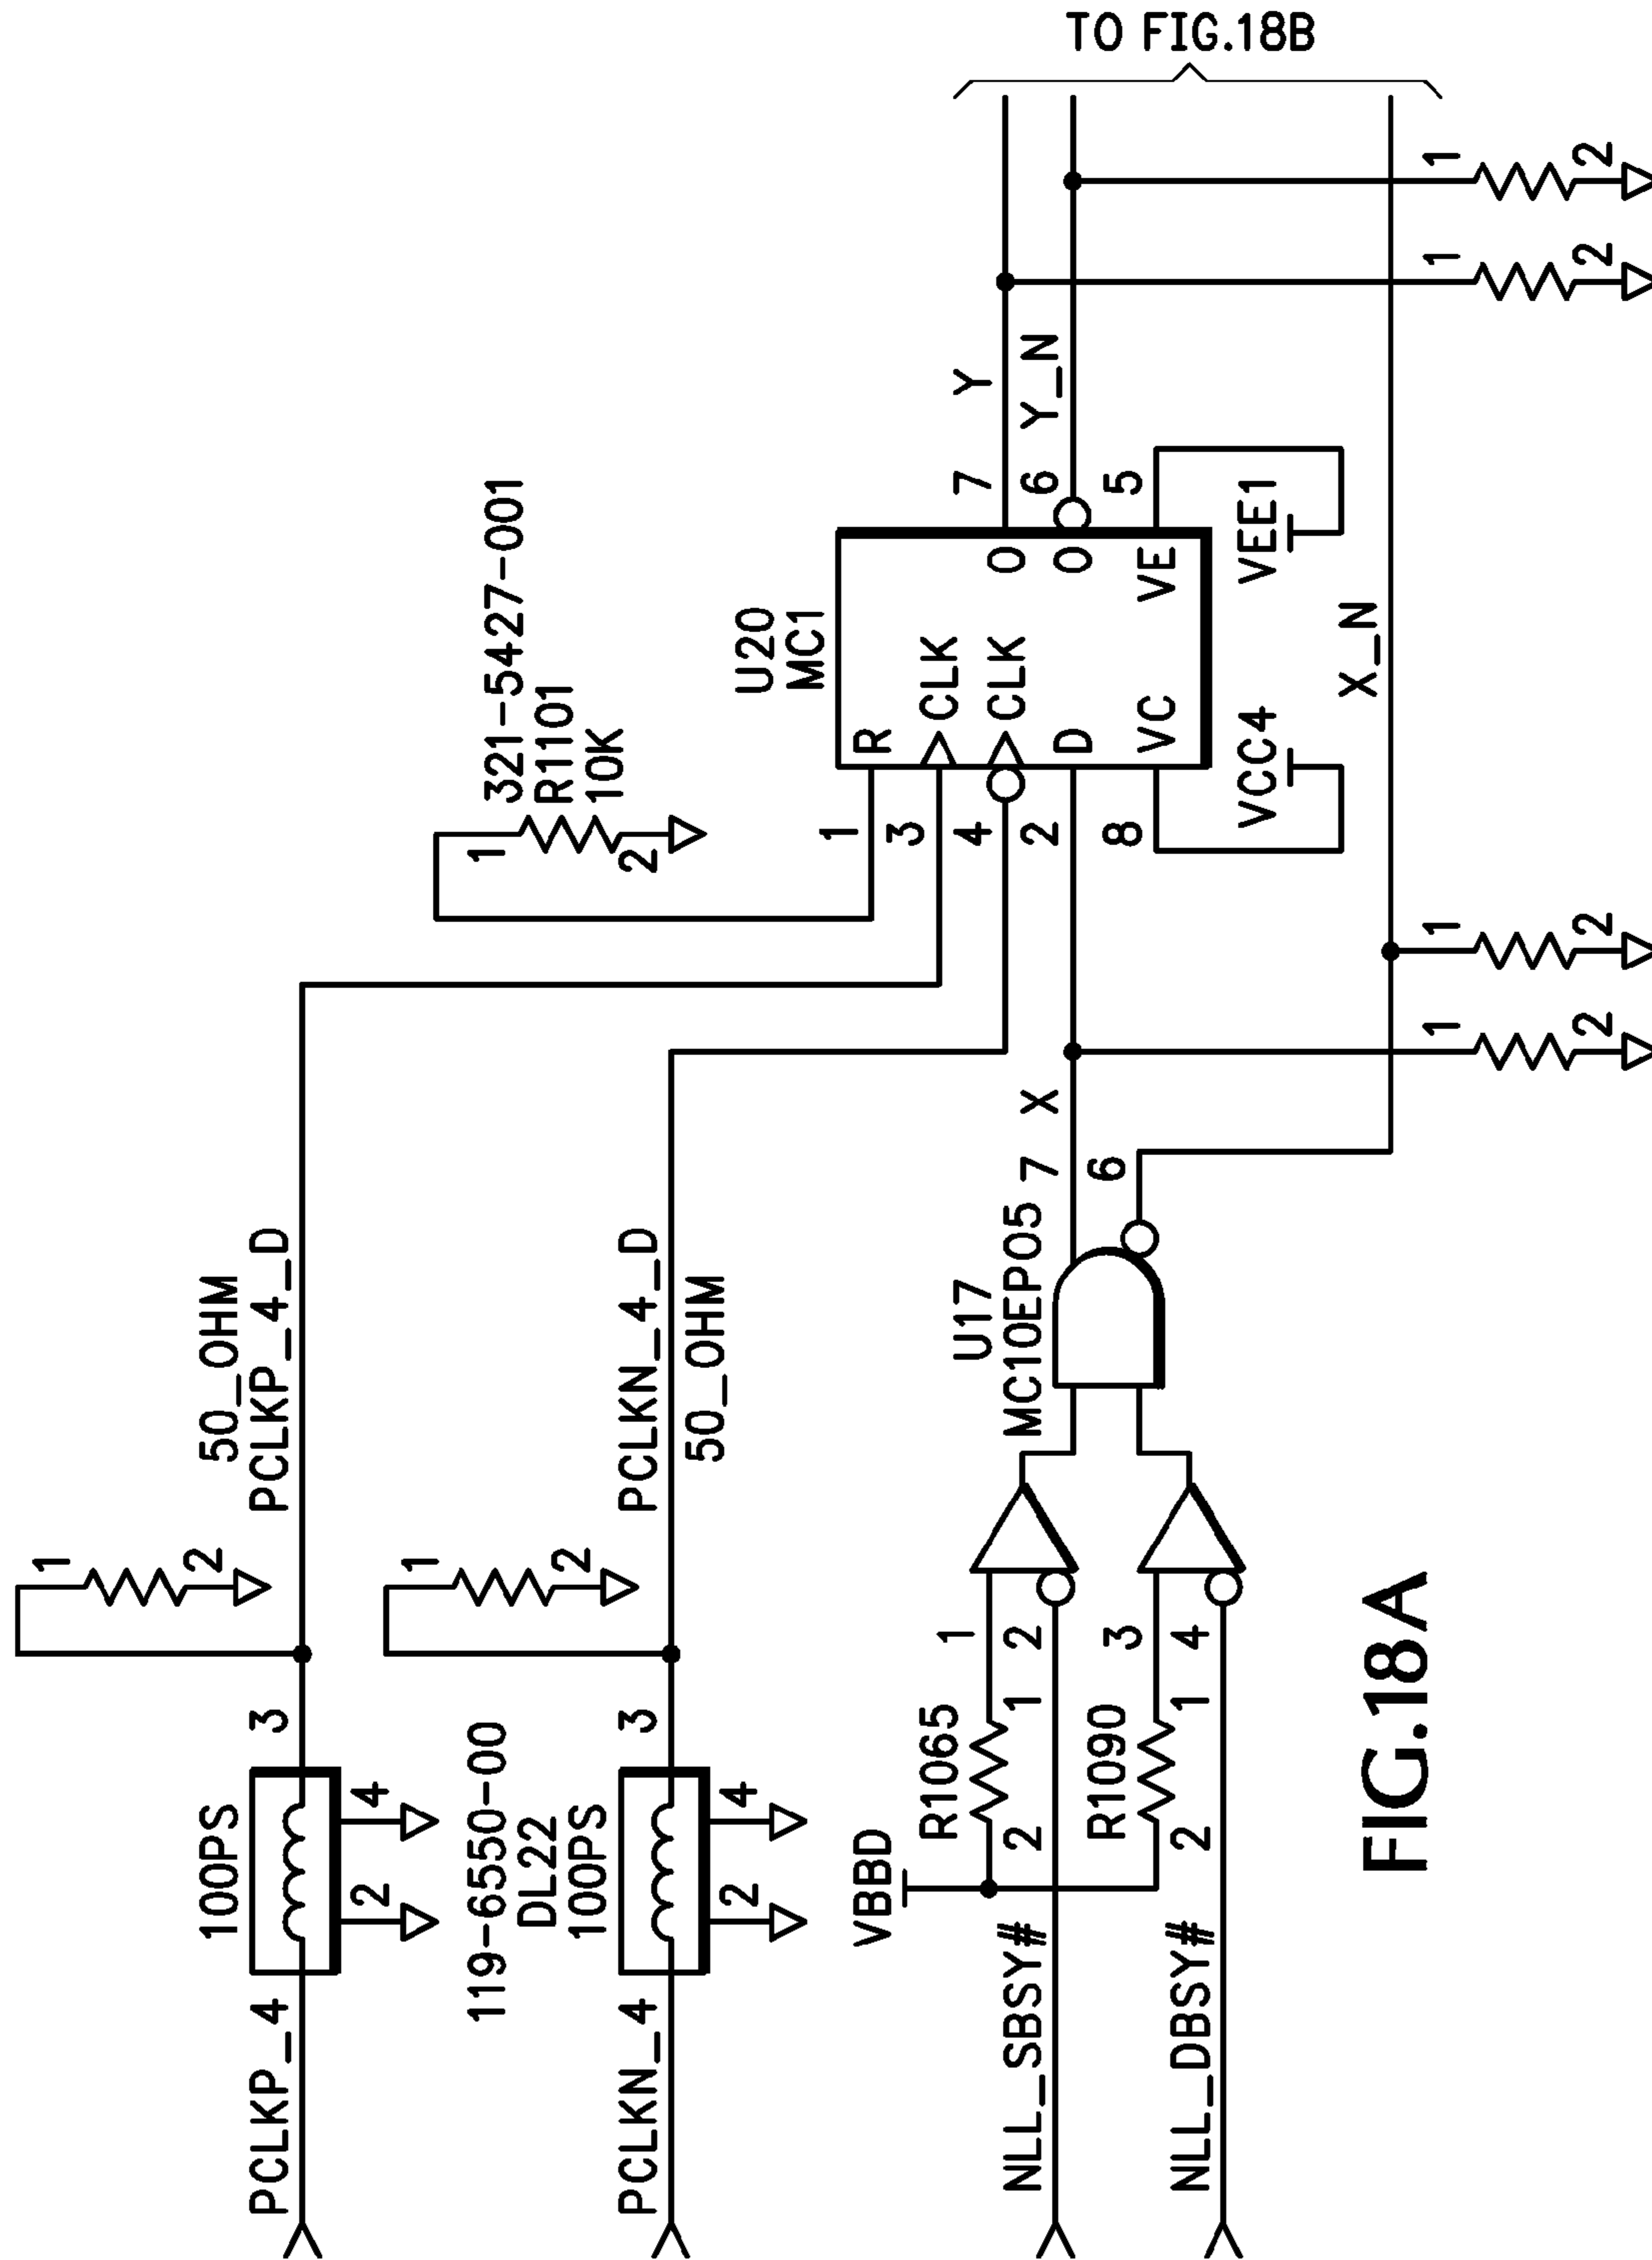 TO FIG.18B
100PS
3
50_OHM
PCLKP_4_D
1
2
PCLKP_4
2
4
119-6550-00
DL22
100PS
3
PCLKN_4_D
50_OHM
1
2
PCLKN_4
2
4
321-5427-001
R1101
10K
1
2
U20
MC1
1
R
3
CLK
4
CLK
2
D
8
VC
7
O
6
O
5
VE
VCC4
VEE1
Y
Y_N
X_N
VBBD
R1065
2
1
1
NLL_SBSY#
2
R1090
2
1
3
NLL_DBSY#
4
U17
MC10EP05
7
X
6
1
2
1
2
1
2
1
2
FIG.18A